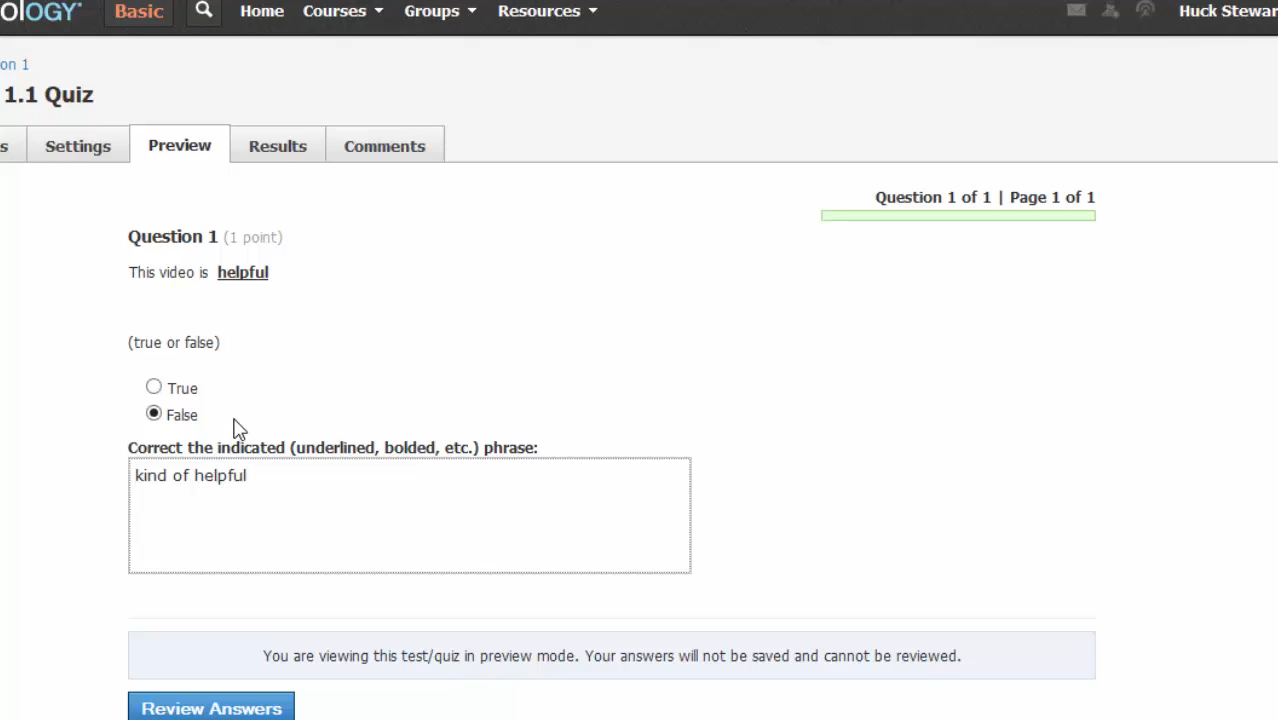 ology® Basic Home Courses Groups Resources Huck Stewar
on 1
1.1 Quiz
s Settings Preview Results Comments
Question 1 of 1 | Page 1 of 1
Question 1 (1 point)
This video is helpful
(true or false)
True
False
Correct the indicated (underlined, bolded, etc.) phrase:
kind of helpful
You are viewing this test/quiz in preview mode. Your answers will not be saved and cannot be reviewed.
Review Answers